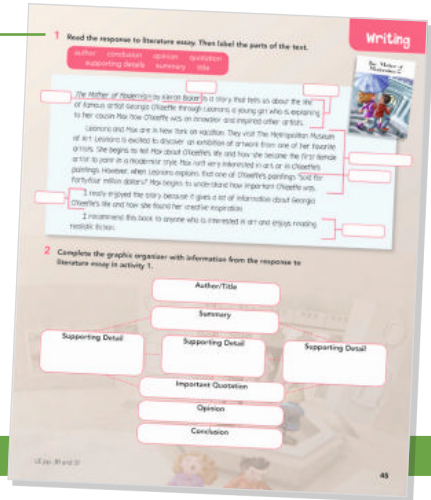 Writing
1 Read the response to literature essay. Then label the parts of the text.
author conclusion opinion quotation
supporting details summary title
The Mother of Modernism
The Mother of Modernism by Kieran Baker is a story that tells us about the life
of famous artist Georgia O'Keeffe through Leonora, a young girl who is explaining
to her cousin Max how O'Keeffe was an innovator and inspired other artists.
Leonora and Max are in New York on vacation. They visit The Metropolitan Museum
of Art. Leonora is excited to discover an exhibition of artwork from one of her favorite
artists. She begins to tell Max about O'Keeffe's life and how she became the first female
artist to paint in a modernist style. Max isn't very interested in art or in O'Keeffe's
paintings. However, when Leonora explains that one of O'Keeffe's paintings "sold for
forty-four million dollars" Max begins to understand how important O'Keeffe was.
I really enjoyed the story because it gives a lot of information about Georgia
O'Keeffe's life and how she found her creative inspiration.
I recommend this book to anyone who is interested in art and enjoys reading
realistic fiction.
2 Complete the graphic organizer with information from the response to
literature essay in activity 1.
Author/Title
Summary
Supporting Detail
Supporting Detail
Supporting Detail
Important Quotation
Opinion
Conclusion
45